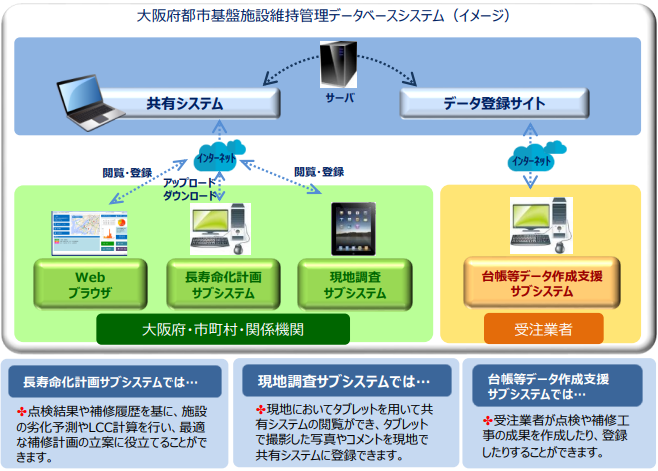 大阪府都市基盤施設維持管理データベースシステム（イメージ）
サーバ
共有システム
データ登録サイト
インターネット
インターネット
閲覧・登録
閲覧・登録
アップロード
ダウンロード
Web
ブラウザ
長寿命化計画
サブシステム
現地調査
サブシステム
台帳等データ作成支援
サブシステム
大阪府・市町村・関係機関
受注業者
長寿命化計画サブシステムでは…
✤点検結果や補修履歴を基に、施設
の劣化予測やLCC計算を行い、最適
な補修計画の立案に役立てることがで
きます。
現地調査サブシステムでは…
✤現地においてタブレットを用いて共
有システムの閲覧ができ、タブレット
で撮影した写真やコメントを現地で
共有システムに登録できます。
台帳等データ作成支援
サブシステムでは…
✤受注業者が点検や補修工
事の成果を作成したり、登録
したりすることができます。